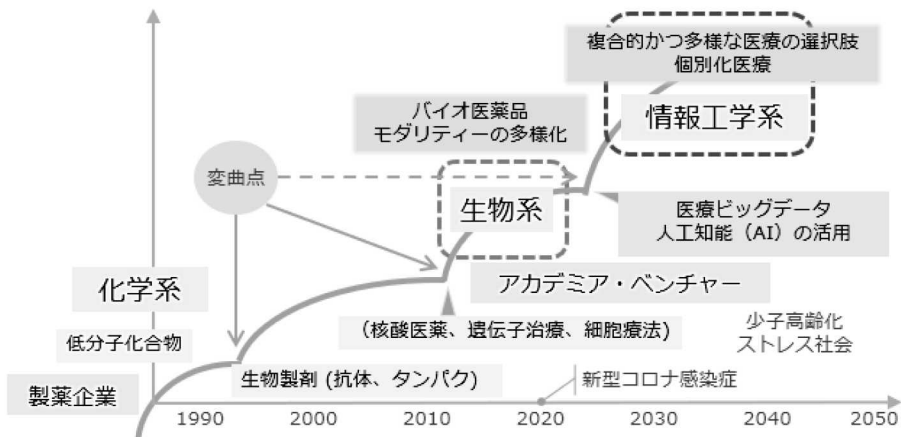 複合的かつ多様な医療の選択肢
個別化医療
情報工学系
バイオ医薬品
モダリティーの多様化
変曲点
生物系
医療ビッグデータ
人工知能（AI）の活用
化学系
アカデミア・ベンチャー
低分子化合物
（核酸医薬、遺伝子治療、細胞療法）
少子高齢化
ストレス社会
製薬企業
生物製剤 (抗体、タンパク)
新型コロナ感染症
1990 2000 2010 2020 2030 2040 2050